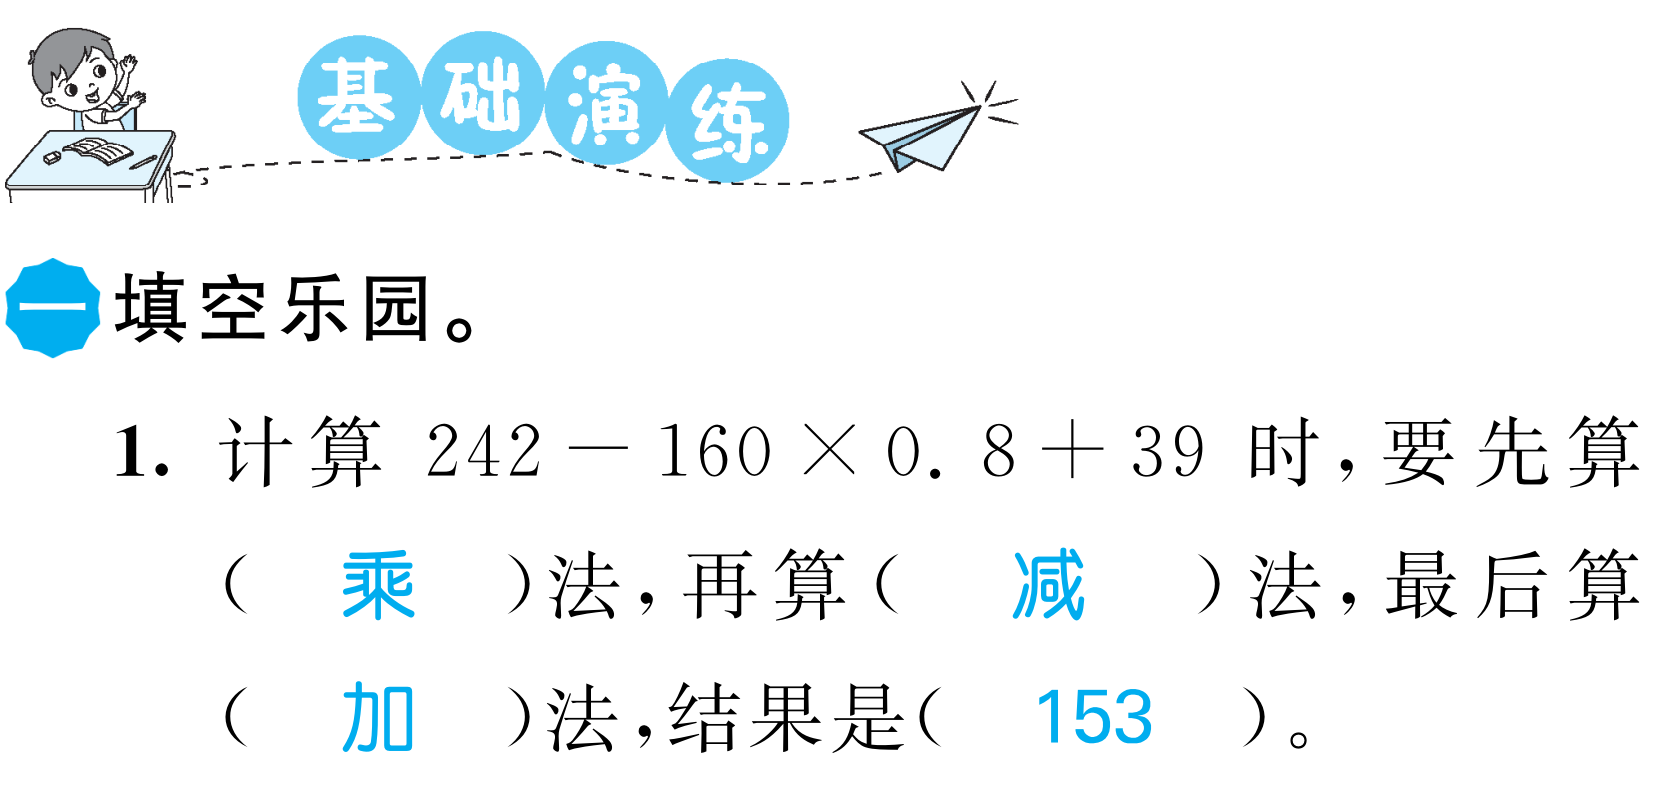 基础演练
一 填空乐园。
1. 计算 242－160×0.8＋39 时,要先算
( 乘 )法,再算( 减 )法,最后算
( 加 )法,结果是( 153 )。